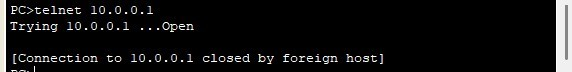 PC>telnet 10.0.0.1
Trying 10.0.0.1 ...Open
[Connection to 10.0.0.1 closed by foreign host]
PC>